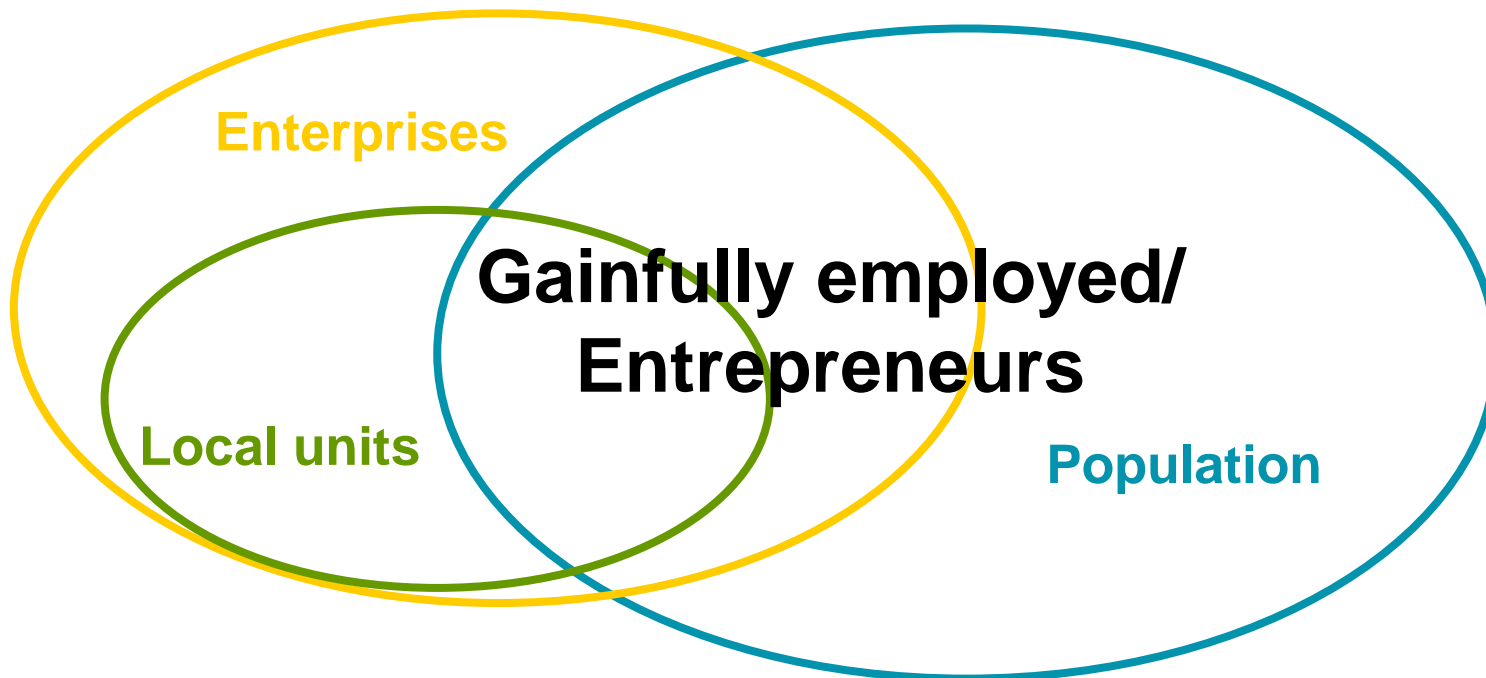 Enterprises
Gainfully employed/
Entrepreneurs
Local units
Population